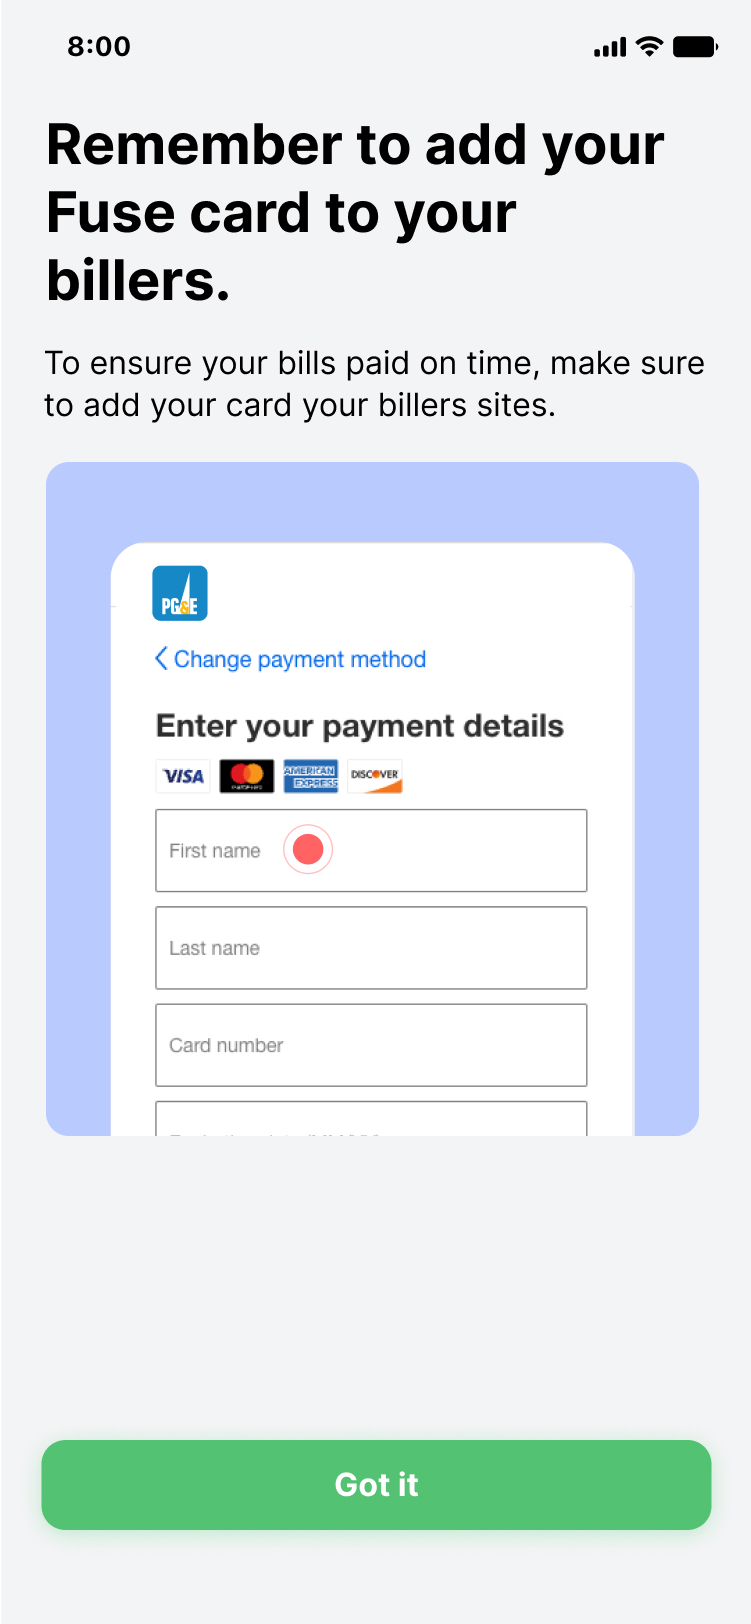 8:00
Remember to add your
Fuse card to your
billers.
To ensure your bills paid on time, make sure
to add your card your billers sites.
PG&E
Change payment method
Enter your payment details
VISA
AMERICAN
EXPRESS
DISCOVER
First name
Last name
Card number
Got it